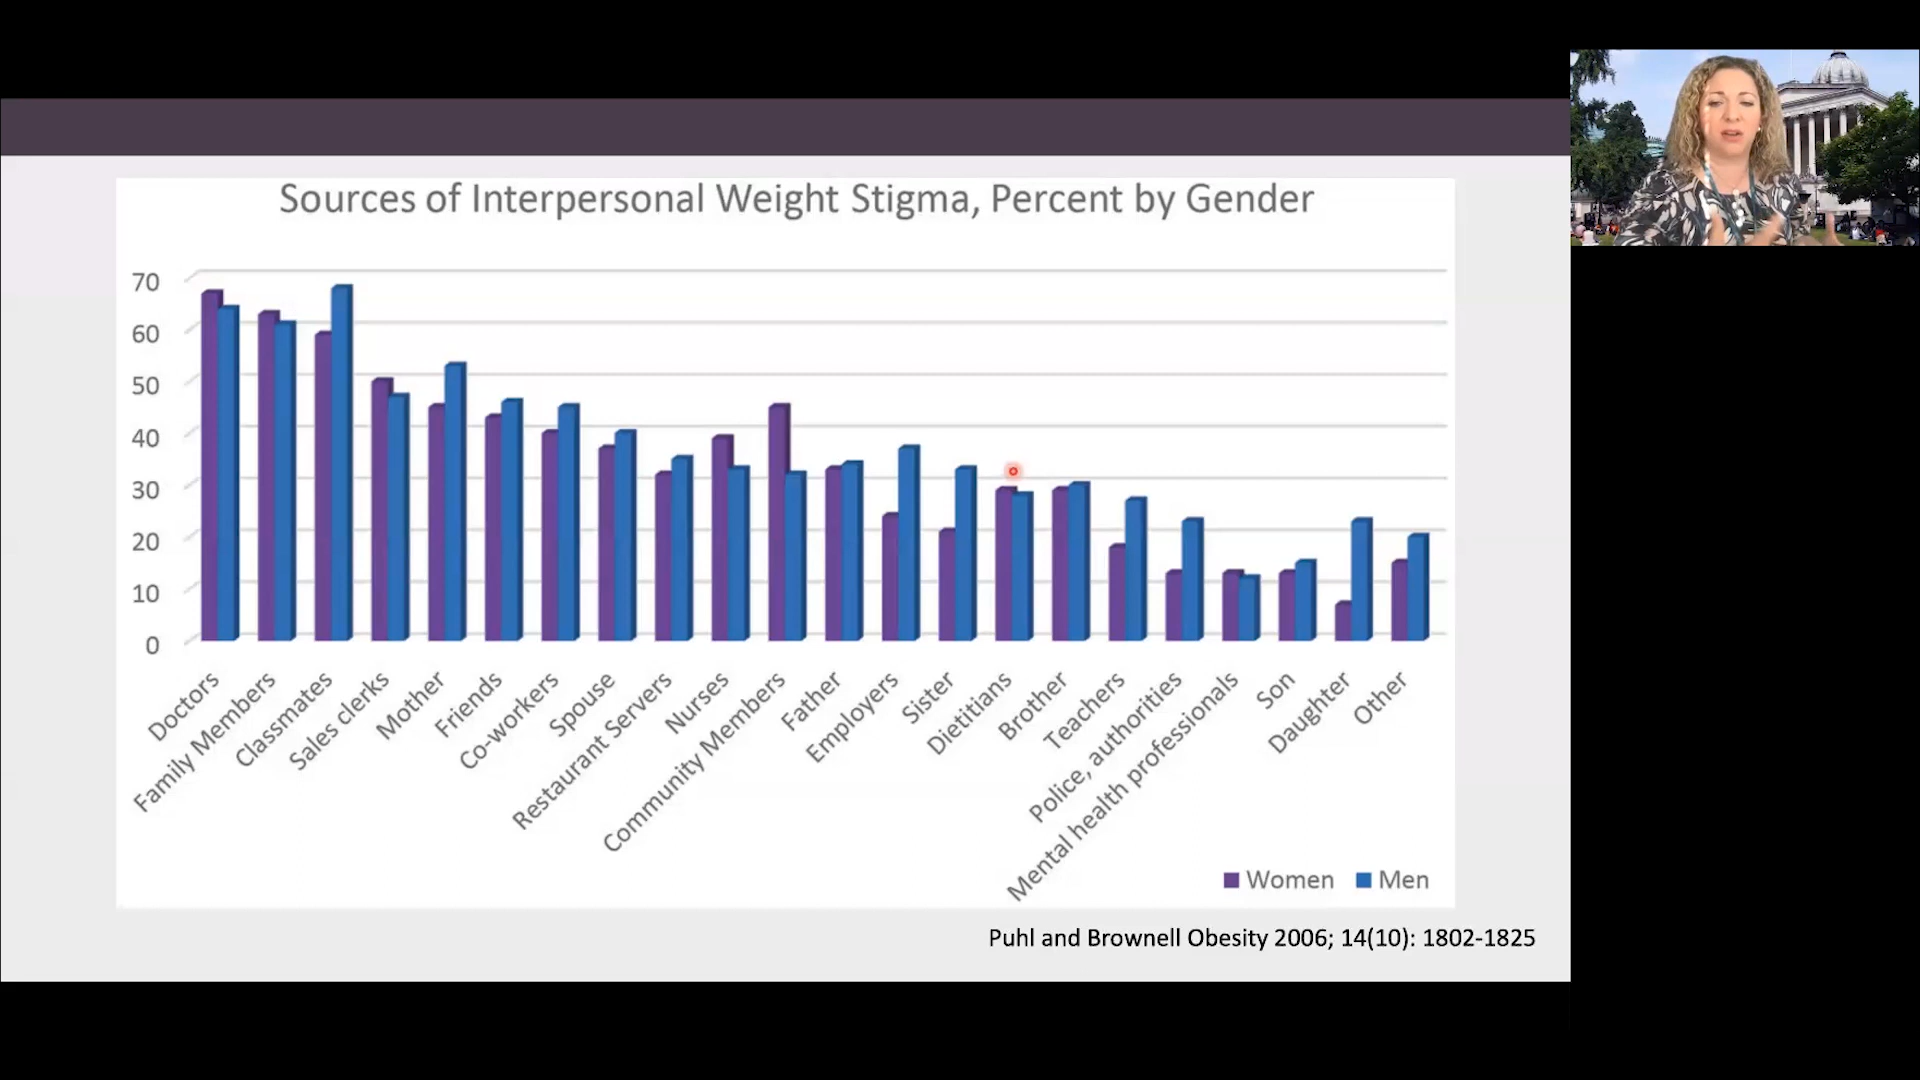 Sources of Interpersonal Weight Stigma, Percent by Gender
70
60
50
40
30
20
10
0
Doctors
Family Members
Classmates
Sales clerks
Mother
Friends
Co-workers
Spouse
Restaurant Servers
Nurses
Community Members
Father
Employers
Sister
Dietitians
Brother
Teachers
Police, authorities
Mental health professionals
Son
Daughter
Other
Women
Men
Puhl and Brownell Obesity 2006; 14(10): 1802-1825